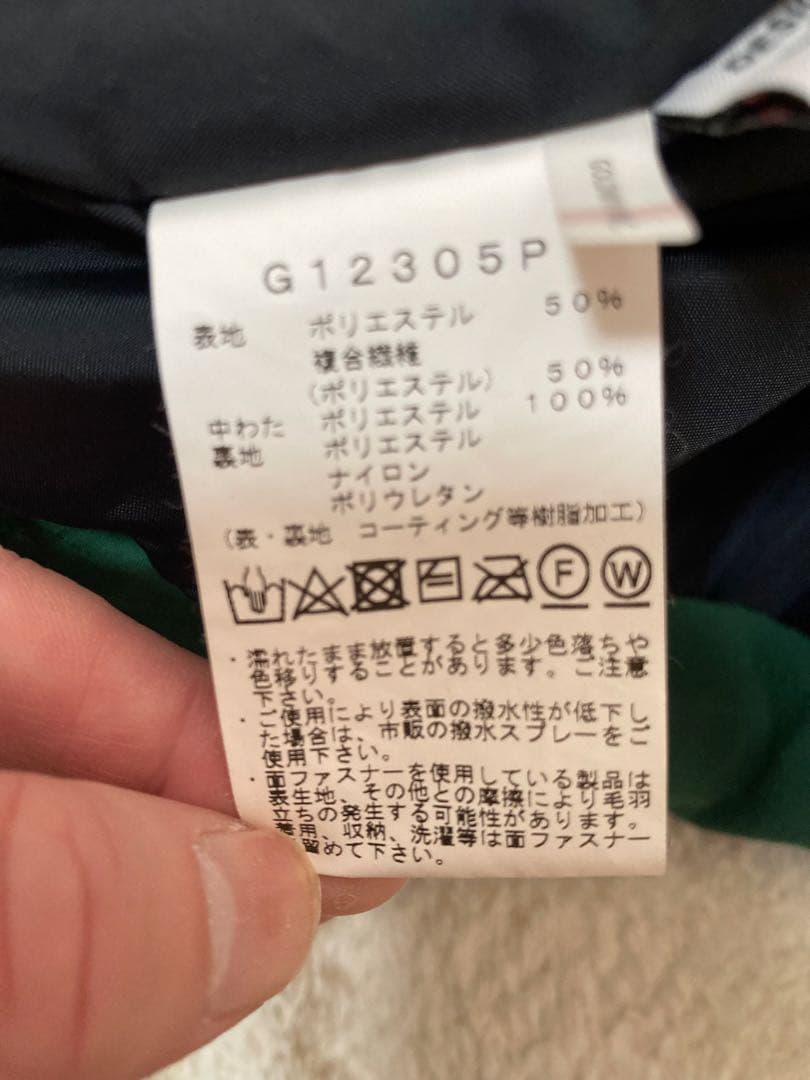 G12305P
表地 ポリエステル 50%
複合繊維
(ポリエステル) 50%
中わた ポリエステル 100%
裏地 ポリエステル
ナイロン
ポリウレタン
(表・裏地 コーティング等樹脂加工)
F W
・濡れたまま放置すると多少色落ちや
色移りすることがあります。ご注意
下さい。
・ご使用により表面の撥水性が低下し
た場合は、市販の撥水スプレーをご
使用下さい。
・面ファスナーを使用している製品は
表生地、その他との摩擦により毛羽
立ちの発生する可能性があります。
着用、収納、洗濯等は面ファスナー
留めて下さい。